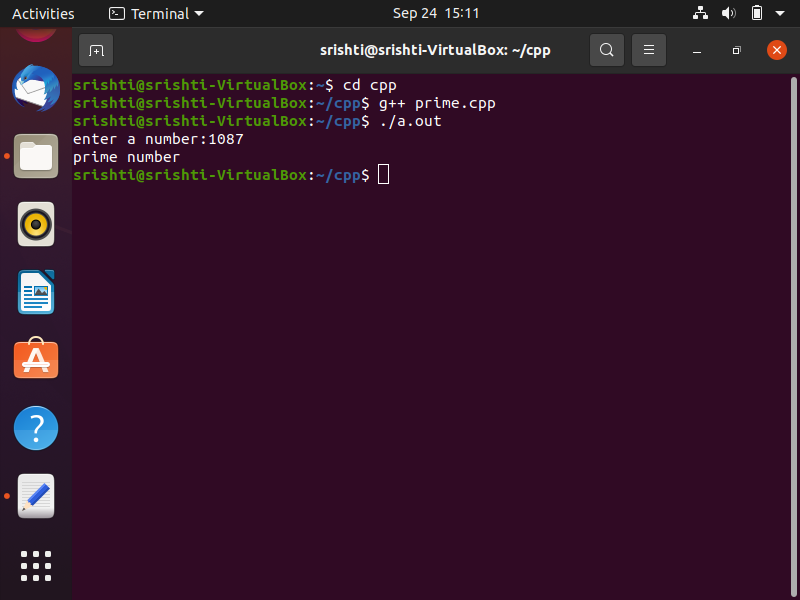 Activities Terminal Sep 24 15:11
srishti@srishti-VirtualBox: ~/cpp
srishti@srishti-VirtualBox:~$ cd cpp
srishti@srishti-VirtualBox:~/cpp$ g++ prime.cpp
srishti@srishti-VirtualBox:~/cpp$ ./a.out
enter a number:1087
prime number
srishti@srishti-VirtualBox:~/cpp$